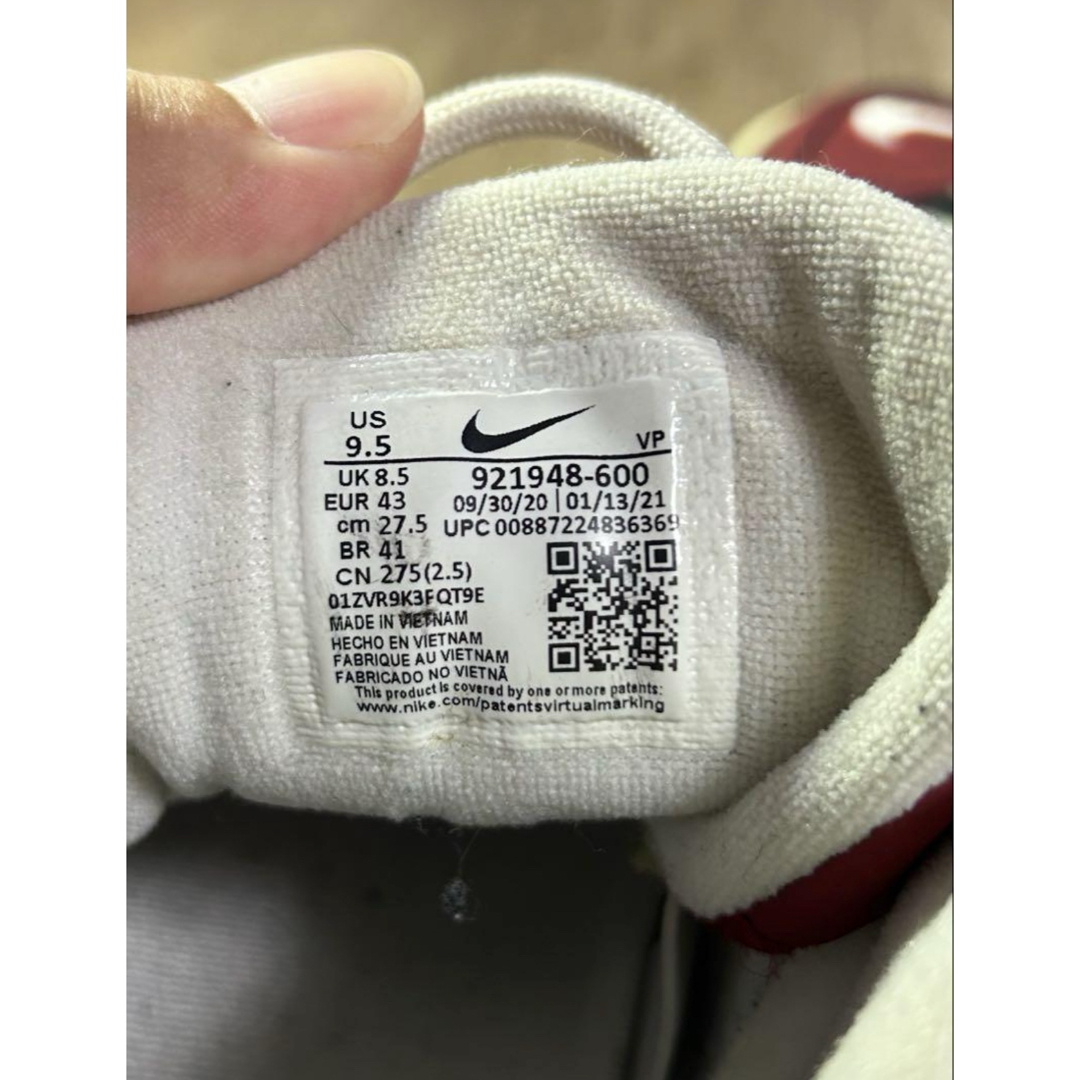 US
9.5
VP
UK 8.5
921948-600
EUR 43
09/30/20 | 01/13/21
cm 27.5
UPC 00887224836369
BR 41
CN 275(2.5)
01ZVR9K3FQT9E
MADE IN VIETNAM
HECHO EN VIETNAM
FABRIQUE AU VIETNAM
FABRICADO NO VIETNÃ
This product is covered by one or more patents:
www.nike.com/patentsvirtualmarking